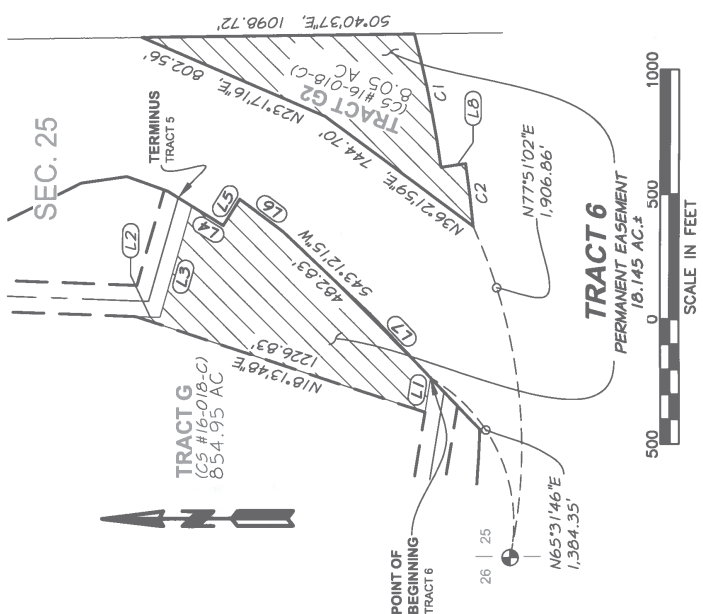 50°40'37"E, 1098.72'
802.56'
N23°17'16"E,
TRACT G2
(CS #16-018-C)
8.05 AC
744.70'
N36°21'59"E,
C1
L8
C2
SEC. 25
TERMINUS
TRACT 5
L2
L3
L4
L5
L6
S43°12'15"W
482.83'
L7
L1
N18°13'48"E
1226.83'
TRACT G
(CS #16-018-C)
854.95 AC
POINT OF
BEGINNING
TRACT 6
26 | 25
N65°31'46"E
1,384.35'
N77°51'02"E
1,906.86'
TRACT 6
PERMANENT EASEMENT
18.145 AC.±
500 0 500 1000
SCALE IN FEET
N